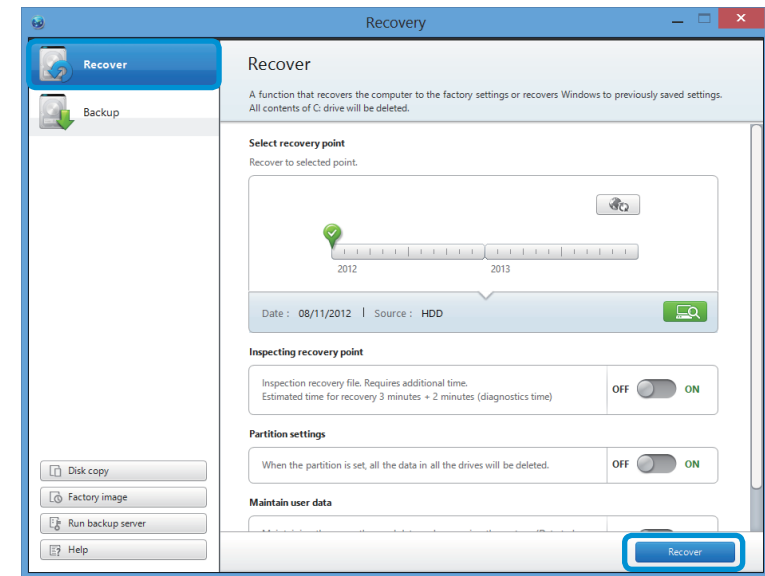 Recovery
Recover
Backup
Recover
A function that recovers the computer to the factory settings or recovers Windows to previously saved settings.
All contents of C: drive will be deleted.
Select recovery point
Recover to selected point.
2012
2013
Date : 08/11/2012 | Source : HDD
Inspecting recovery point
Inspection recovery file. Requires additional time.
Estimated time for recovery 3 minutes + 2 minutes (diagnostics time)
OFF ON
Partition settings
When the partition is set, all the data in all the drives will be deleted.
OFF ON
Maintain user data
Disk copy
Factory image
Run backup server
Help
Recover